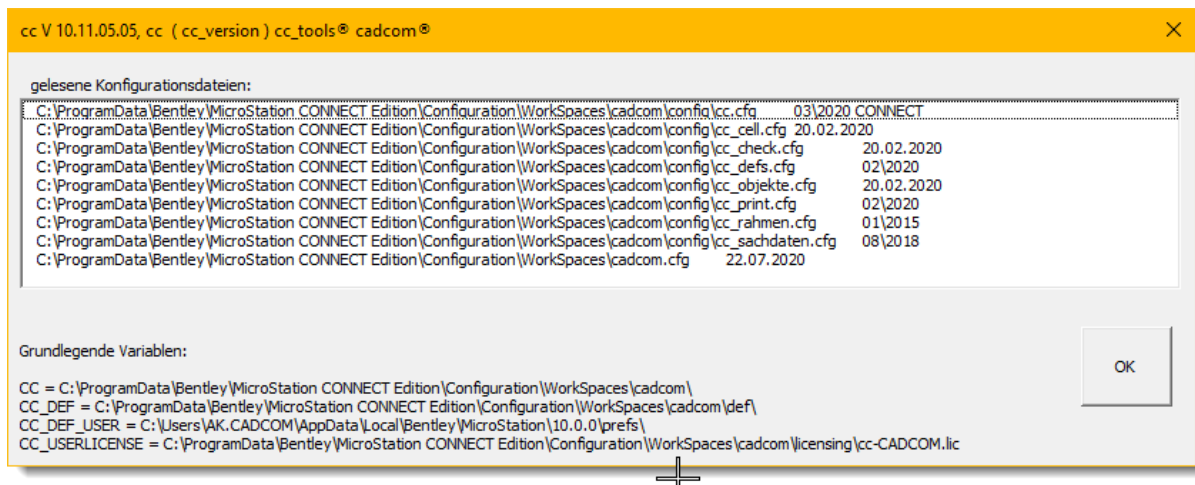 cc V 10.11.05.05, cc ( cc_version ) cc_tools® cadcom®
gelesene Konfigurationsdateien:
C:\ProgramData\Bentley\MicroStation CONNECT Edition\Configuration\WorkSpaces\cadcom\config\cc.cfg 03\2020 CONNECT
C:\ProgramData\Bentley\MicroStation CONNECT Edition\Configuration\WorkSpaces\cadcom\config\cc_cell.cfg 20.02.2020
C:\ProgramData\Bentley\MicroStation CONNECT Edition\Configuration\WorkSpaces\cadcom\config\cc_check.cfg 20.02.2020
C:\ProgramData\Bentley\MicroStation CONNECT Edition\Configuration\WorkSpaces\cadcom\config\cc_defs.cfg 02\2020
C:\ProgramData\Bentley\MicroStation CONNECT Edition\Configuration\WorkSpaces\cadcom\config\cc_objekte.cfg 20.02.2020
C:\ProgramData\Bentley\MicroStation CONNECT Edition\Configuration\WorkSpaces\cadcom\config\cc_print.cfg 02\2020
C:\ProgramData\Bentley\MicroStation CONNECT Edition\Configuration\WorkSpaces\cadcom\config\cc_rahmen.cfg 01\2015
C:\ProgramData\Bentley\MicroStation CONNECT Edition\Configuration\WorkSpaces\cadcom\config\cc_sachdaten.cfg 08\2018
C:\ProgramData\Bentley\MicroStation CONNECT Edition\Configuration\WorkSpaces\cadcom.cfg 22.07.2020
Grundlegende Variablen:
OK
CC = C:\ProgramData\Bentley\MicroStation CONNECT Edition\Configuration\WorkSpaces\cadcom\
CC_DEF = C:\ProgramData\Bentley\MicroStation CONNECT Edition\Configuration\WorkSpaces\cadcom\def\
CC_DEF_USER = C:\Users\AK.CADCOM\AppData\Local\Bentley\MicroStation\10.0.0\prefs\
CC_USERLICENSE = C:\ProgramData\Bentley\MicroStation CONNECT Edition\Configuration\WorkSpaces\cadcom\licensing\cc-CADCOM.lic